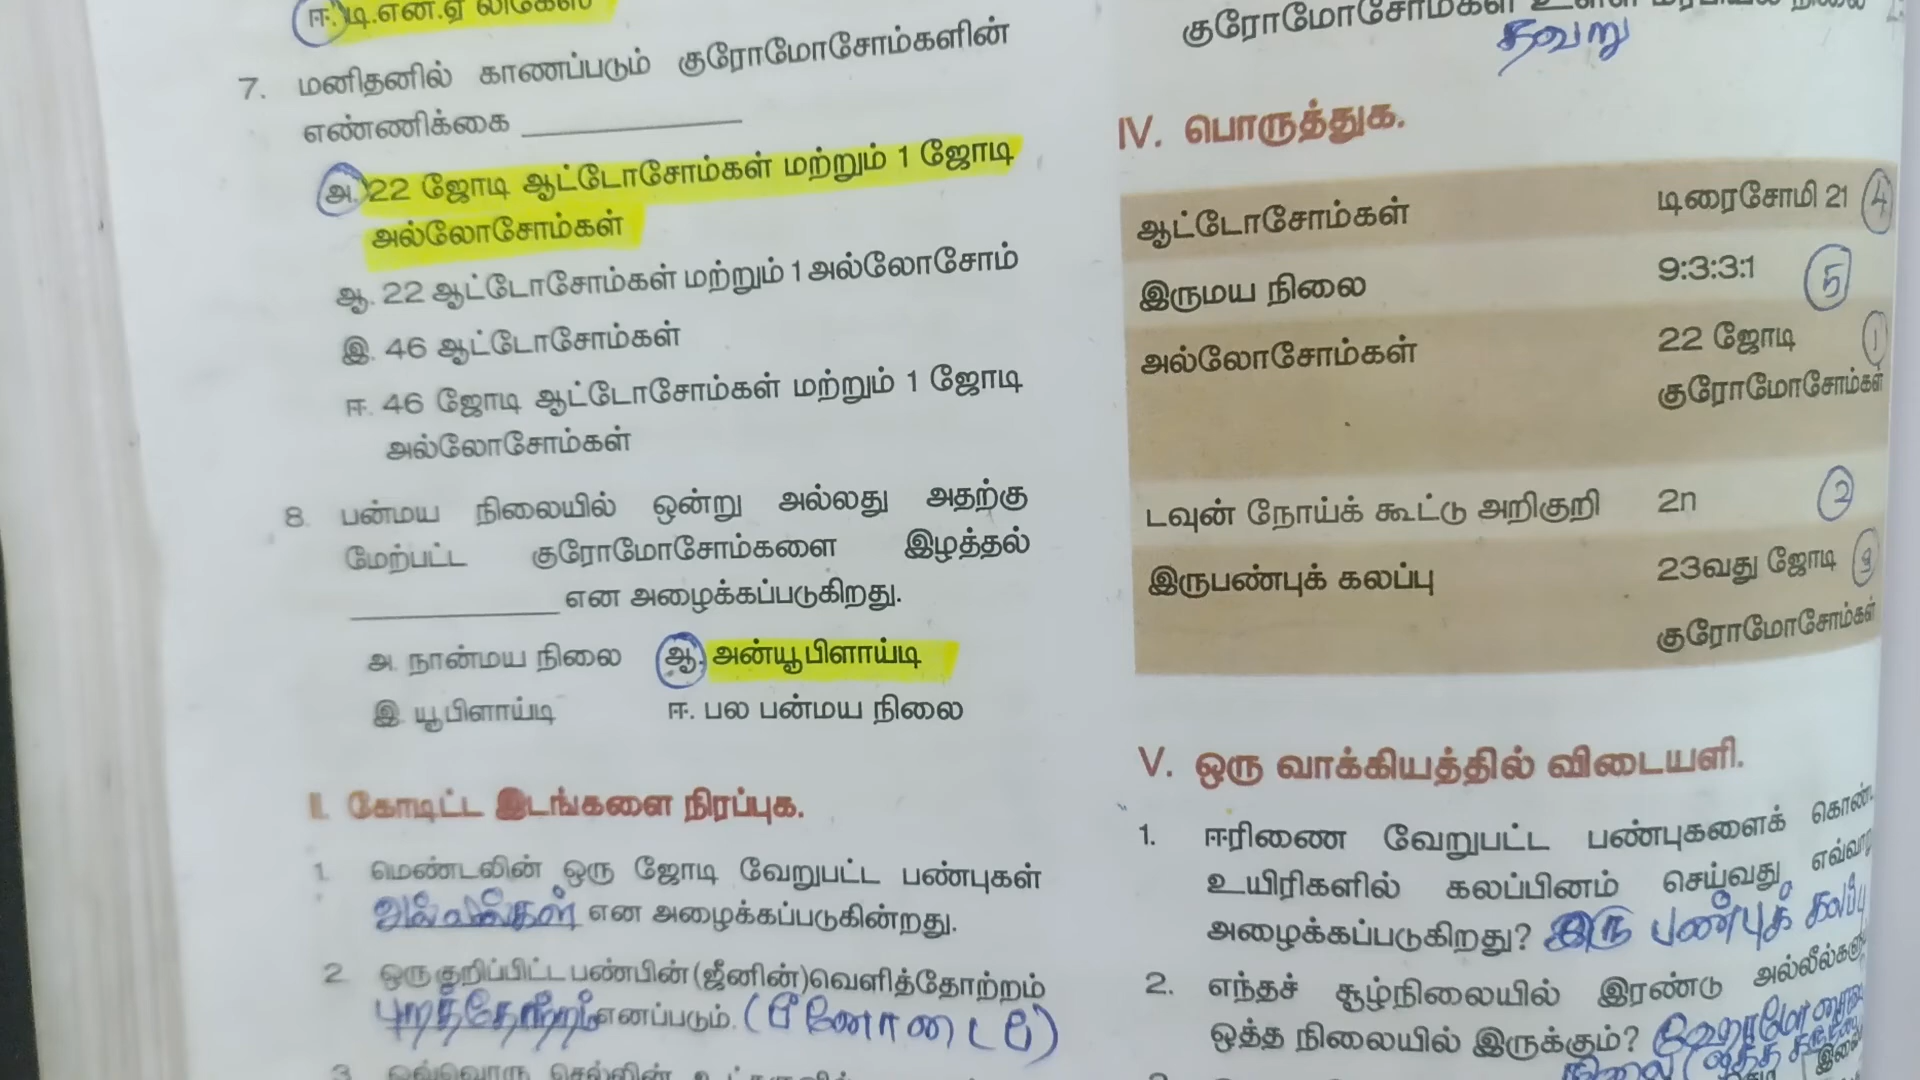 ஈ. டி.என்.ஏ லிகேஸ்
7. மனிதனில் காணப்படும் குரோமோசோம்களின்
எண்ணிக்கை ____________
அ. 22 ஜோடி ஆட்டோசோம்கள் மற்றும் 1 ஜோடி
அல்லோசோம்கள்
ஆ. 22 ஆட்டோசோம்கள் மற்றும் 1 அல்லோசோம்
இ. 46 ஆட்டோசோம்கள்
ஈ. 46 ஜோடி ஆட்டோசோம்கள் மற்றும் 1 ஜோடி
அல்லோசோம்கள்
8. பன்மய நிலையில் ஒன்று அல்லது அதற்கு
மேற்பட்ட குரோமோசோம்களை இழத்தல்
____________ என அழைக்கப்படுகிறது.
அ. நான்மய நிலை ஆ. அன்யூபிளாய்டி
இ. யூபிளாய்டி ஈ. பல பன்மய நிலை
II. கோடிட்ட இடங்களை நிரப்புக.
1. மெண்டலின் ஒரு ஜோடி வேறுபட்ட பண்புகள்
என அழைக்கப்படுகின்றது.
2. ஒரு குறிப்பிட்ட பண்பின் (ஜீனின்) வெளித்தோற்றம்
புறத்தோற்றம் எனப்படும். (பீனோடைப்)
3. ஒவ்வொரு செல்லின்
குரோமோசோம்கள் உள்ள
தவறு
IV. பொருத்துக.
ஆட்டோசோம்கள் டிரைசோமி 21 4
இருமய நிலை 9:3:3:1 5
அல்லோசோம்கள் 22 ஜோடி 1
குரோமோசோம்கள்
டவுன் நோய்க் கூட்டு அறிகுறி 2n 2
இருபண்புக் கலப்பு 23வது ஜோடி 3
குரோமோசோம்கள்
V. ஒரு வாக்கியத்தில் விடையளி.
1. ஈரிணை வேறுபட்ட பண்புகளைக்
உயிரிகளில் கலப்பினம் செய்வது
அழைக்கப்படுகிறது? இரு பண்புக் கலப்பு
2. எந்தச் சூழ்நிலையில் இரண்டு
ஒத்த நிலையில் இருக்கும்?
நிலை